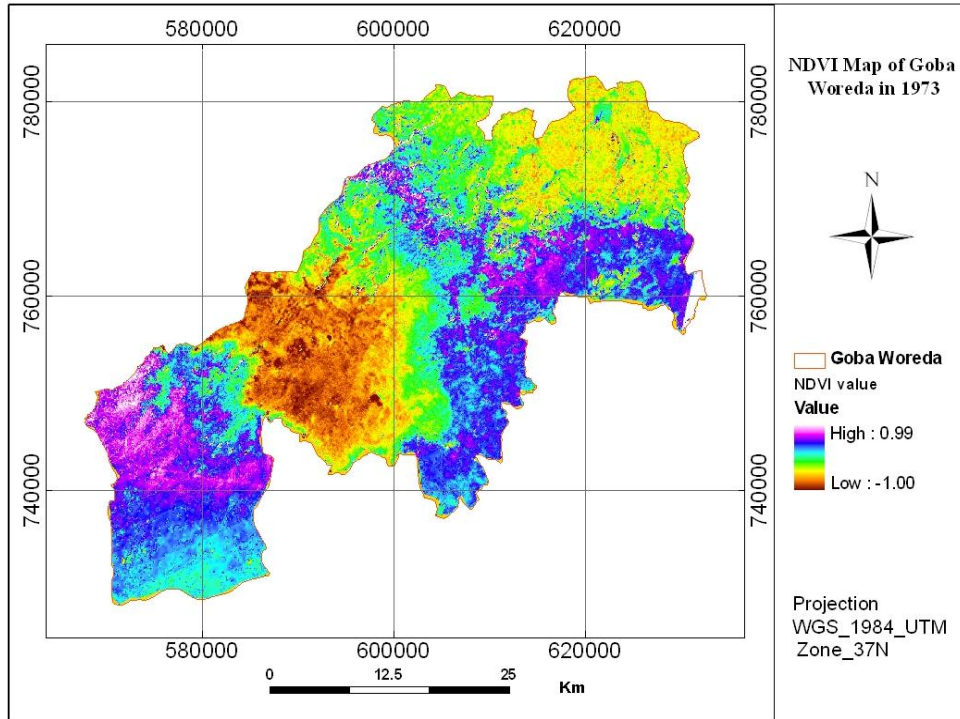 580000 600000 620000
780000 780000
760000 760000
740000 740000
580000 600000 620000
0 12.5 25
Km
NDVI Map of Goba
Woreda in 1973
N
Goba Woreda
NDVI value
Value
High : 0.99
Low : -1.00
Projection
WGS_1984_UTM
Zone_37N